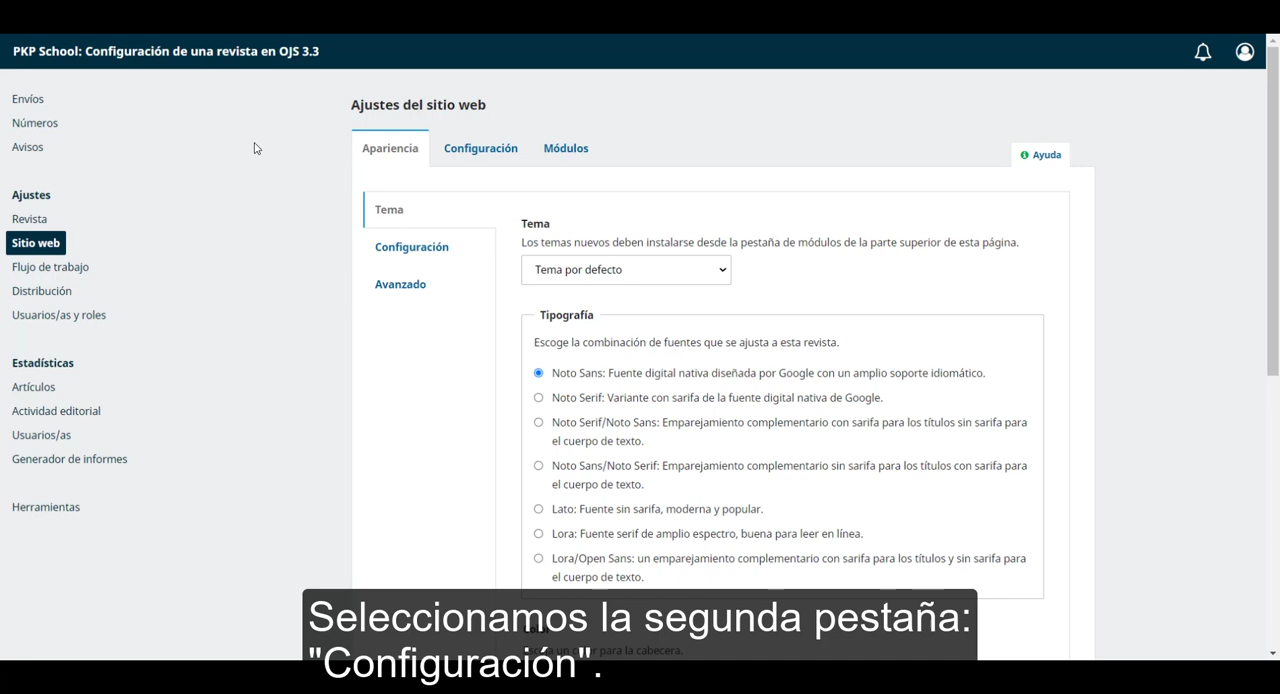 PKP School: Configuración de una revista en OJS 3.3
Envíos
Números
Avisos
Ajustes
Revista
Sitio web
Flujo de trabajo
Distribución
Usuarios/as y roles
Estadísticas
Artículos
Actividad editorial
Usuarios/as
Generador de informes
Herramientas
Ajustes del sitio web
Apariencia
Configuración
Módulos
Ayuda
Tema
Configuración
Avanzado
Tema
Los temas nuevos deben instalarse desde la pestaña de módulos de la parte superior de esta página.
Tema por defecto
Tipografía
Escoge la combinación de fuentes que se ajusta a esta revista.
Noto Sans: Fuente digital nativa diseñada por Google con un amplio soporte idiomático.
Noto Serif: Variante con sarifa de la fuente digital nativa de Google.
Noto Serif/Noto Sans: Emparejamiento complementario con sarifa para los títulos sin sarifa para
el cuerpo de texto.
Noto Sans/Noto Serif: Emparejamiento complementario sin sarifa para los títulos con sarifa para
el cuerpo de texto.
Lato: Fuente sin sarifa, moderna y popular.
Lora: Fuente serif de amplio espectro, buena para leer en línea.
Lora/Open Sans: un emparejamiento complementario con sarifa para los títulos y sin sarifa para
el cuerpo de texto.
color para la cabecera.
Seleccionamos la segunda pestaña:
"Configuración".